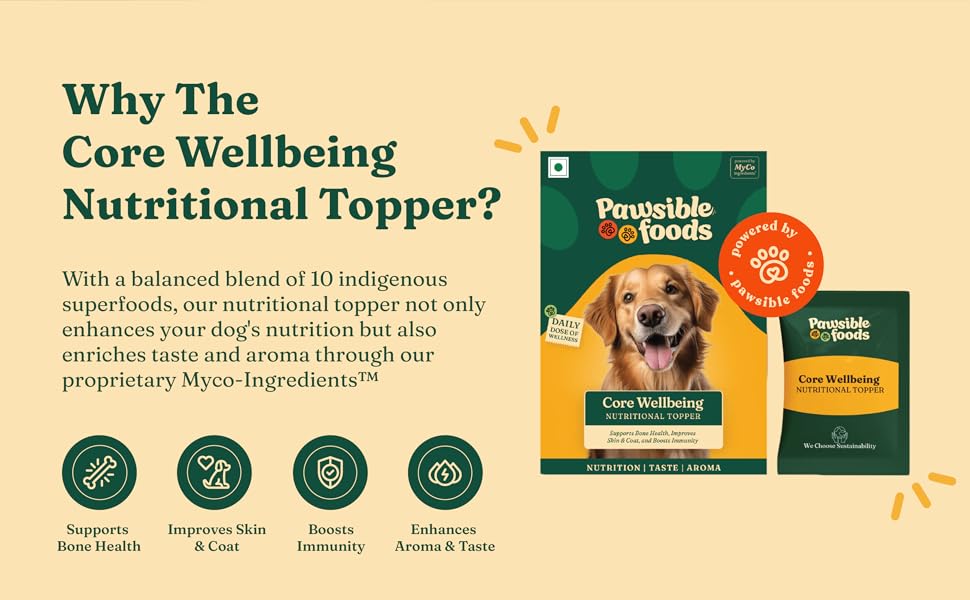 Why The
Core Wellbeing
Nutritional Topper?
With a balanced blend of 10 indigenous
superfoods, our nutritional topper not only
enhances your dog's nutrition but also
enriches taste and aroma through our
proprietary Myco-Ingredients™
Supports
Bone Health
Improves Skin
& Coat
Boosts
Immunity
Enhances
Aroma & Taste
powered by
MyCo
ingredients
Pawsible
foods
DAILY
DOSE OF
WELLNESS
Core Wellbeing
NUTRITIONAL TOPPER
Supports Bone Health, Improves
Skin & Coat, and Boosts Immunity
NUTRITION | TASTE | AROMA
powered by
• pawsible foods •
Pawsible
foods
Core Wellbeing
NUTRITIONAL TOPPER
We Choose Sustainability